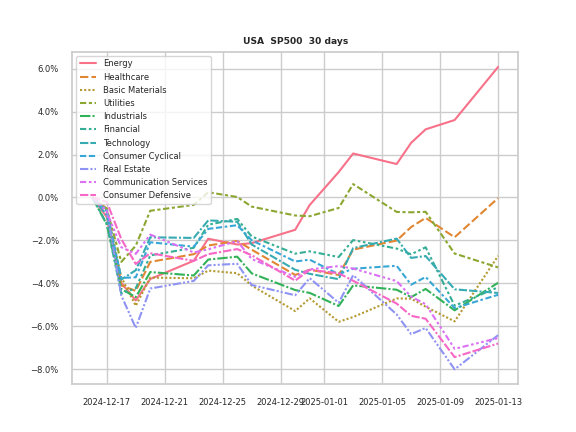 USA SP500 30 days
6.0%
4.0%
2.0%
0.0%
−2.0%
−4.0%
−6.0%
−8.0%
Energy
Healthcare
Basic Materials
Utilities
Industrials
Financial
Technology
Consumer Cyclical
Real Estate
Communication Services
Consumer Defensive
2024-12-17 2024-12-21 2024-12-25 2024-12-29 2025-01-01 2025-01-05 2025-01-09 2025-01-13